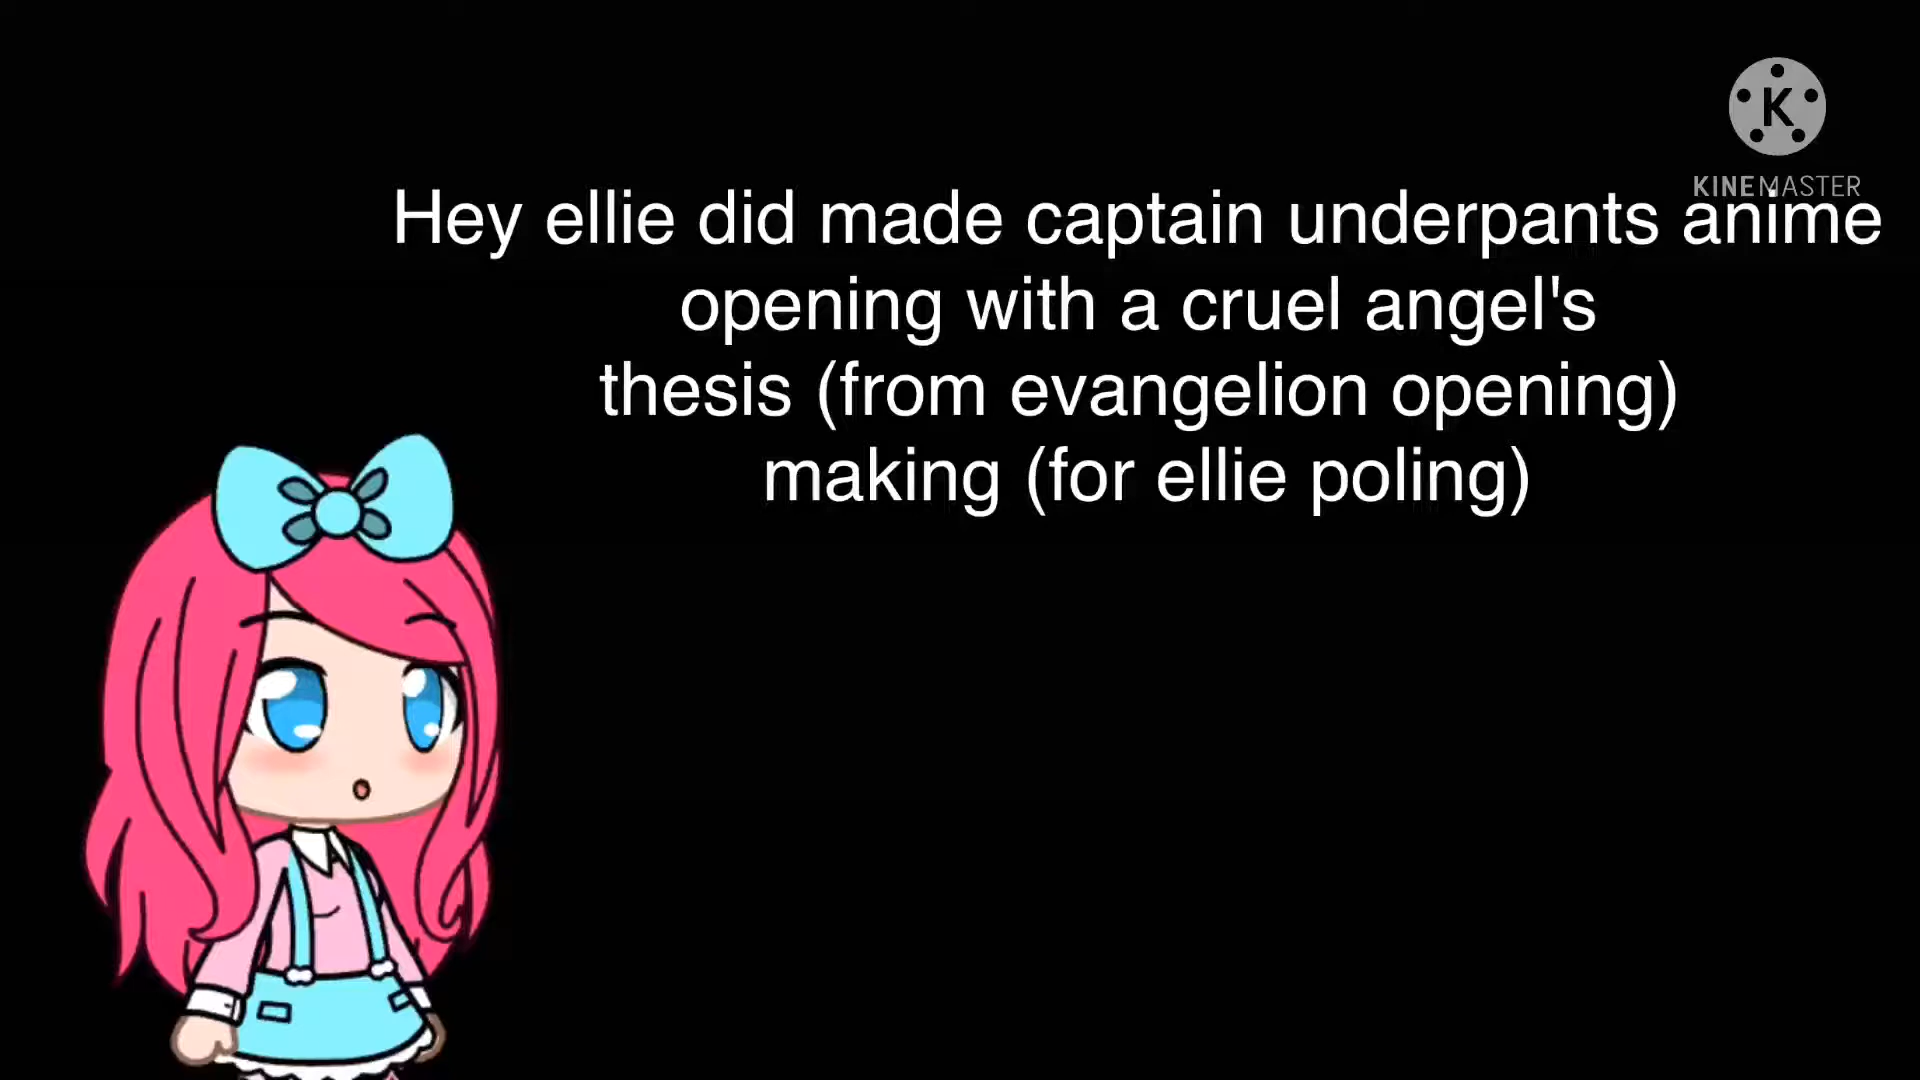 K
KINEMASTER
Hey ellie did made captain underpants anime
opening with a cruel angel's
thesis (from evangelion opening)
making (for ellie poling)